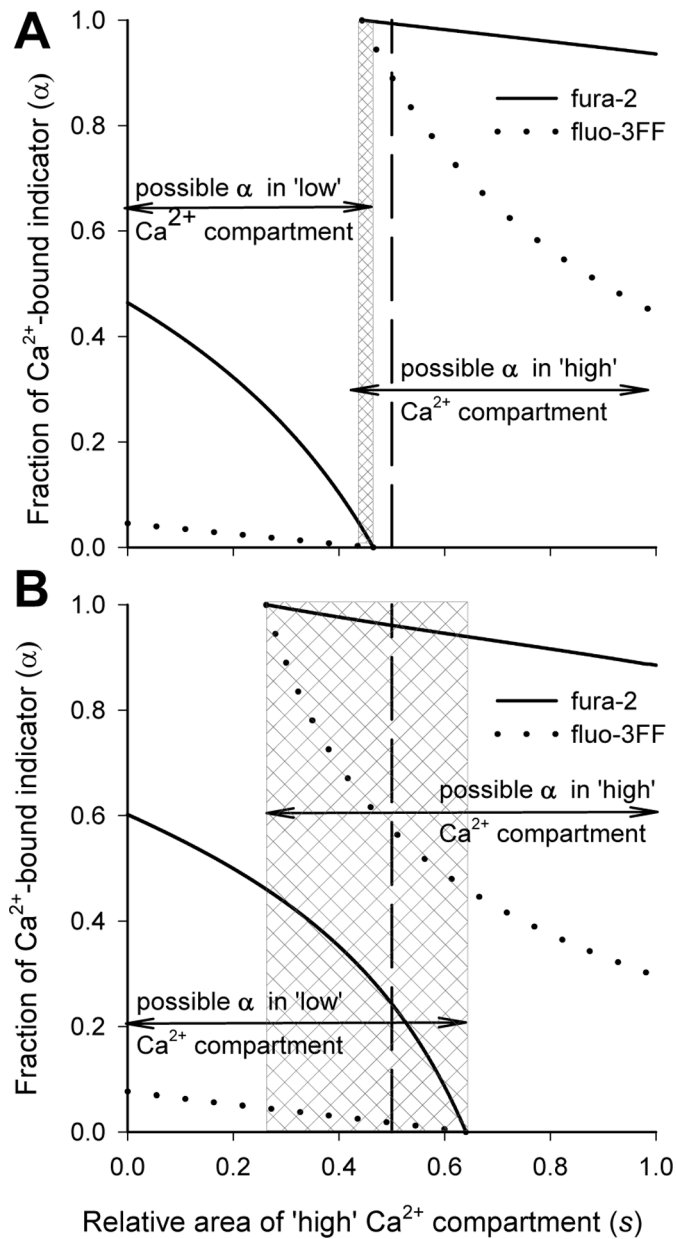 A
Fraction of Ca2+-bound indicator (α)
1.0
0.8
0.6
0.4
0.2
0.0
fura-2
fluo-3FF
possible α in 'low'
Ca2+ compartment
possible α in 'high'
Ca2+ compartment
B
Fraction of Ca2+-bound indicator (α)
1.0
0.8
0.6
0.4
0.2
0.0
fura-2
fluo-3FF
possible α in 'high'
Ca2+ compartment
possible α in 'low'
Ca2+ compartment
0.0 0.2 0.4 0.6 0.8 1.0
Relative area of 'high' Ca2+ compartment (s)